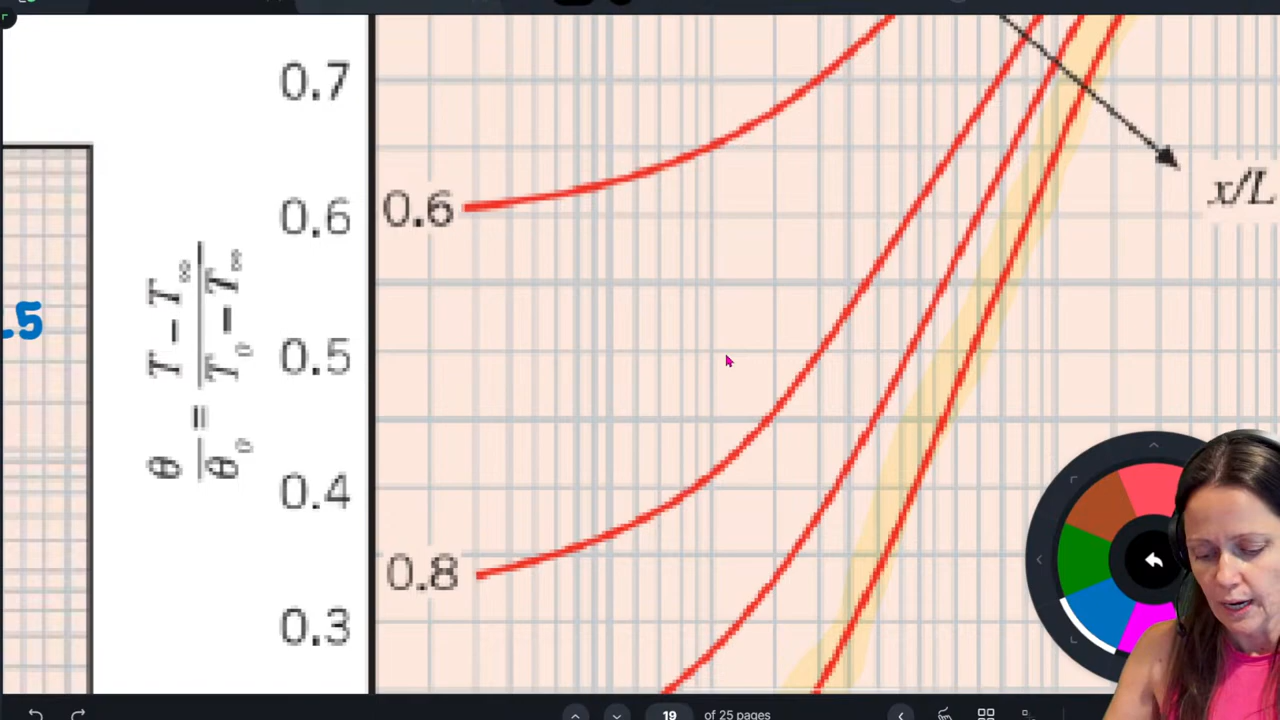 0.7
0.6
0.5
0.4
0.3
0.6
0.8
x/L
θ/θ₀ = T − T∞ / T₀ − T∞
.5
19 of 25 pages